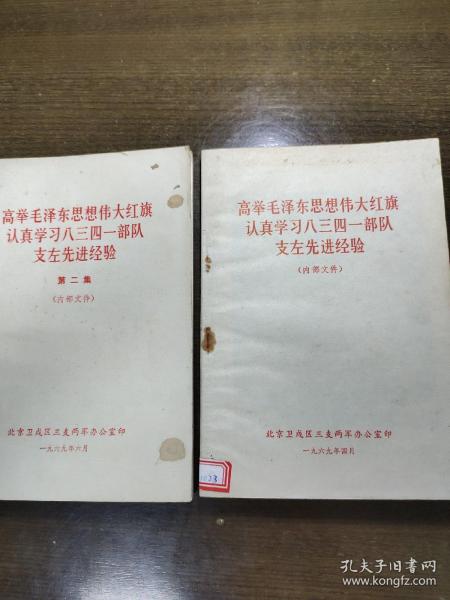 高举毛泽东思想伟大红旗
认真学习八三四一部队
支左先进经验
第二集
(内部文件)
北京卫戍区三支两军办公室印
一九六九年六月
高举毛泽东思想伟大红旗
认真学习八三四一部队
支左先进经验
(内部文件)
北京卫戍区三支两军办公室印
一九六九年四月
孔夫子旧书网
www.kongfz.com